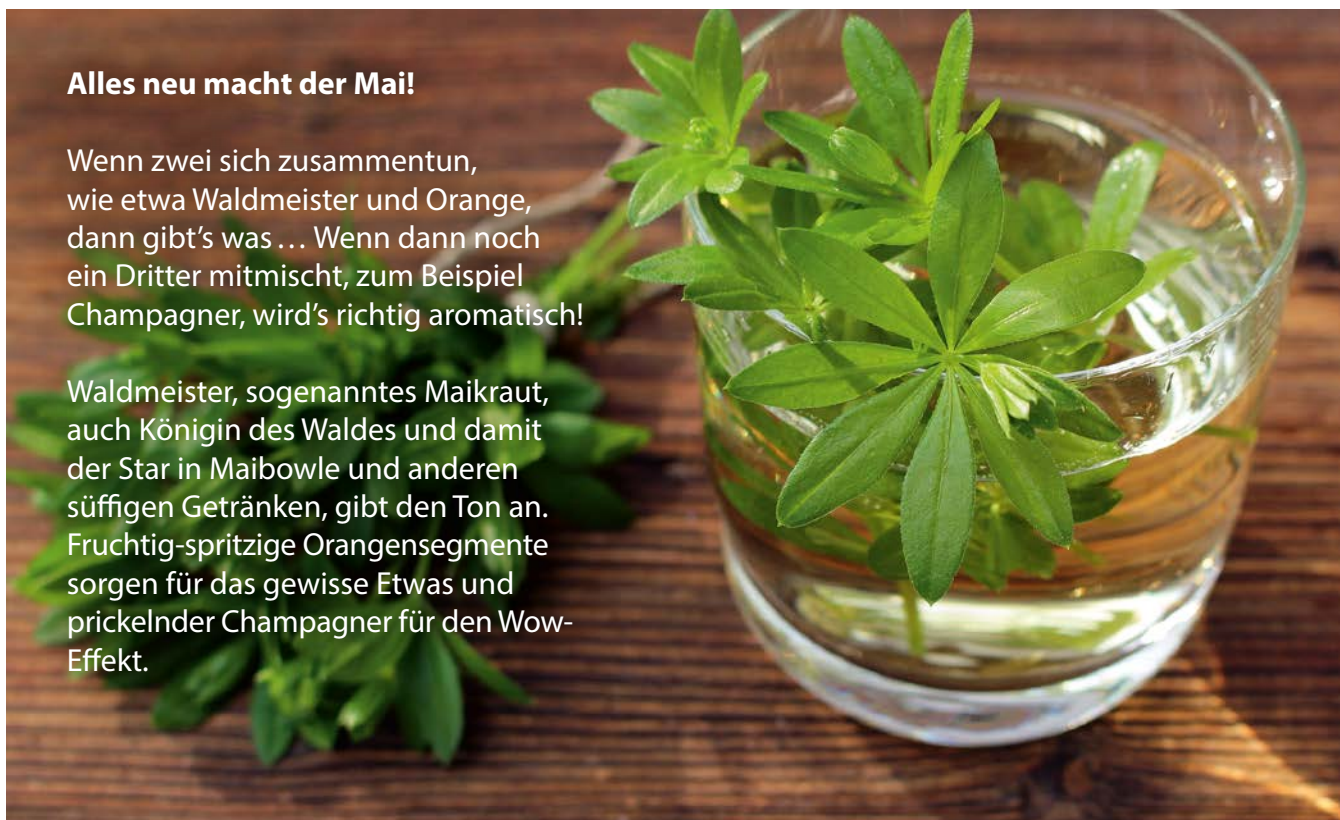 Alles neu macht der Mai!
Wenn zwei sich zusammentun,
wie etwa Waldmeister und Orange,
dann gibt's was … Wenn dann noch
ein Dritter mitmischt, zum Beispiel
Champagner, wird's richtig aromatisch!
Waldmeister, sogenanntes Maikraut,
auch Königin des Waldes und damit
der Star in Maibowle und anderen
süffigen Getränken, gibt den Ton an.
Fruchtig-spritzige Orangensegmente
sorgen für das gewisse Etwas und
prickelnder Champagner für den Wow-
Effekt.